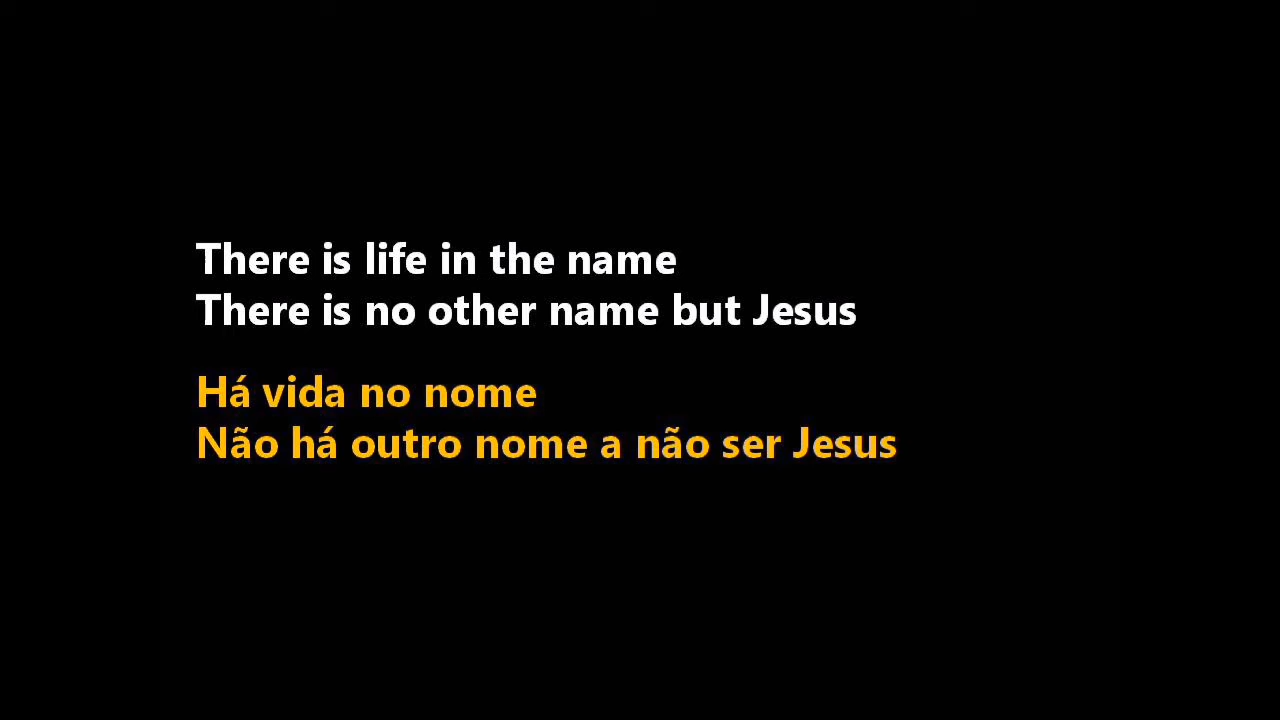 There is life in the name
There is no other name but Jesus
Há vida no nome
Não há outro nome a não ser Jesus